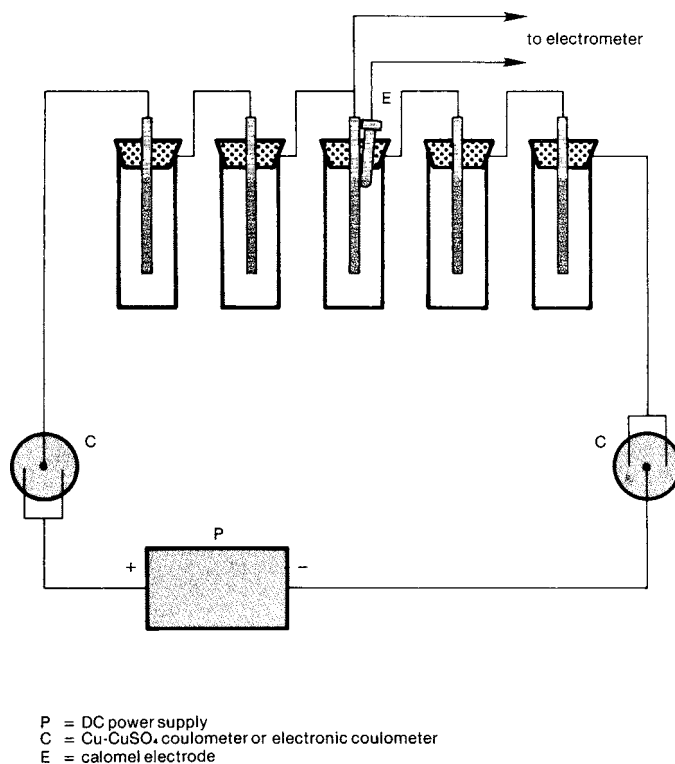 to electrometer
E
C
C
P
+
−
P = DC power supply
C = Cu-CuSO₄ coulometer or electronic coulometer
E = calomel electrode